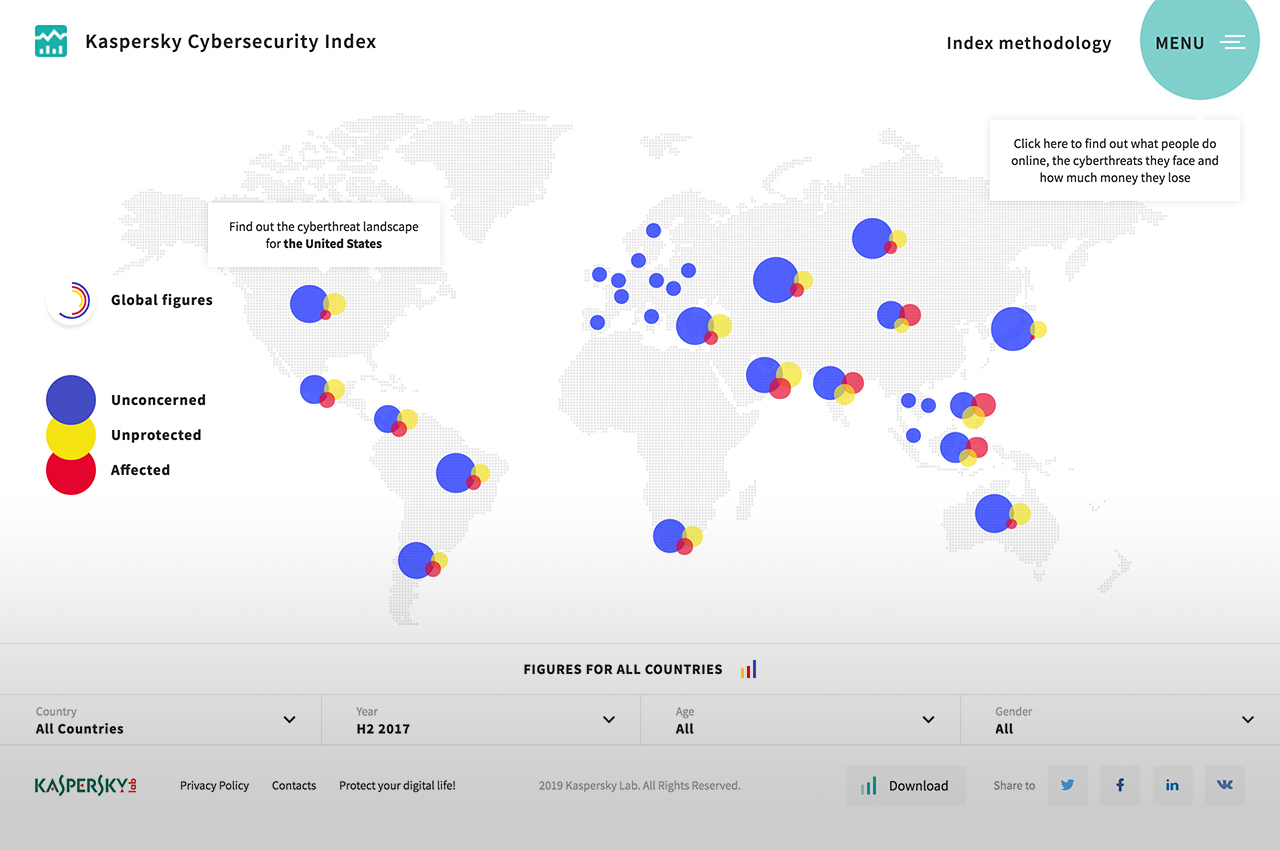 Kaspersky Cybersecurity Index
Index methodology
MENU
Click here to find out what people do
online, the cyberthreats they face and
how much money they lose
Find out the cyberthreat landscape
for the United States
Global figures
Unconcerned
Unprotected
Affected
FIGURES FOR ALL COUNTRIES
Country
All Countries
Year
H2 2017
Age
All
Gender
All
KASPERSKY lab
Privacy Policy
Contacts
Protect your digital life!
2019 Kaspersky Lab. All Rights Reserved.
Download
Share to